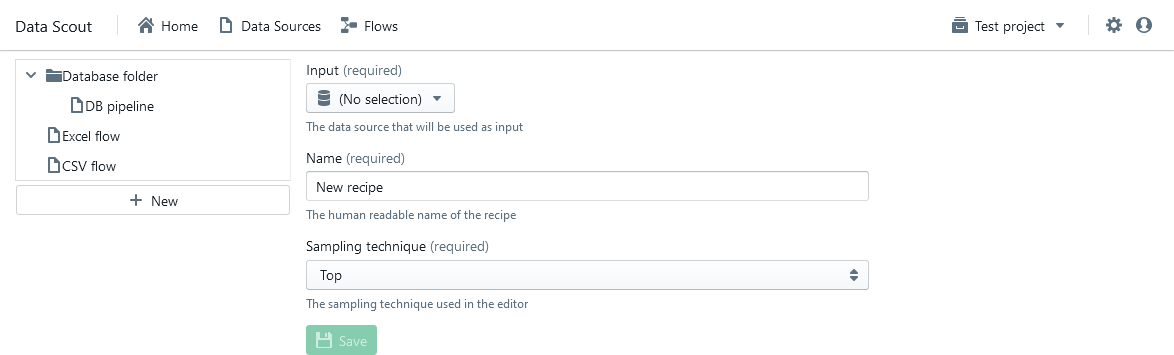 Data Scout
Home
Data Sources
Flows
Test project
Database folder
DB pipeline
Excel flow
CSV flow
New
Input (required)
(No selection)
The data source that will be used as input
Name (required)
New recipe
The human readable name of the recipe
Sampling technique (required)
Top
The sampling technique used in the editor
Save